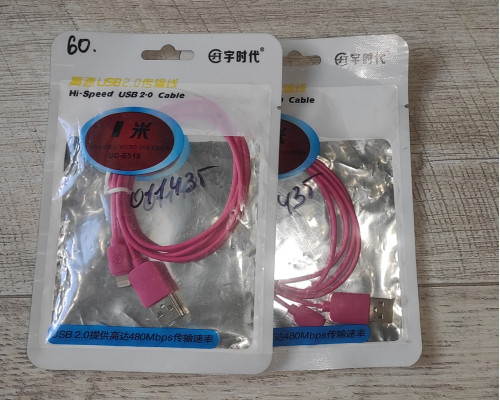 60.
宇时代®
高速USB2.0传输线
Hi-Speed USB 2.0 Cable
1米
01143Г
USB 2.0提供高达480Mbps传输速率
宇时代®
Cable
43Г
480Mbps传输速率